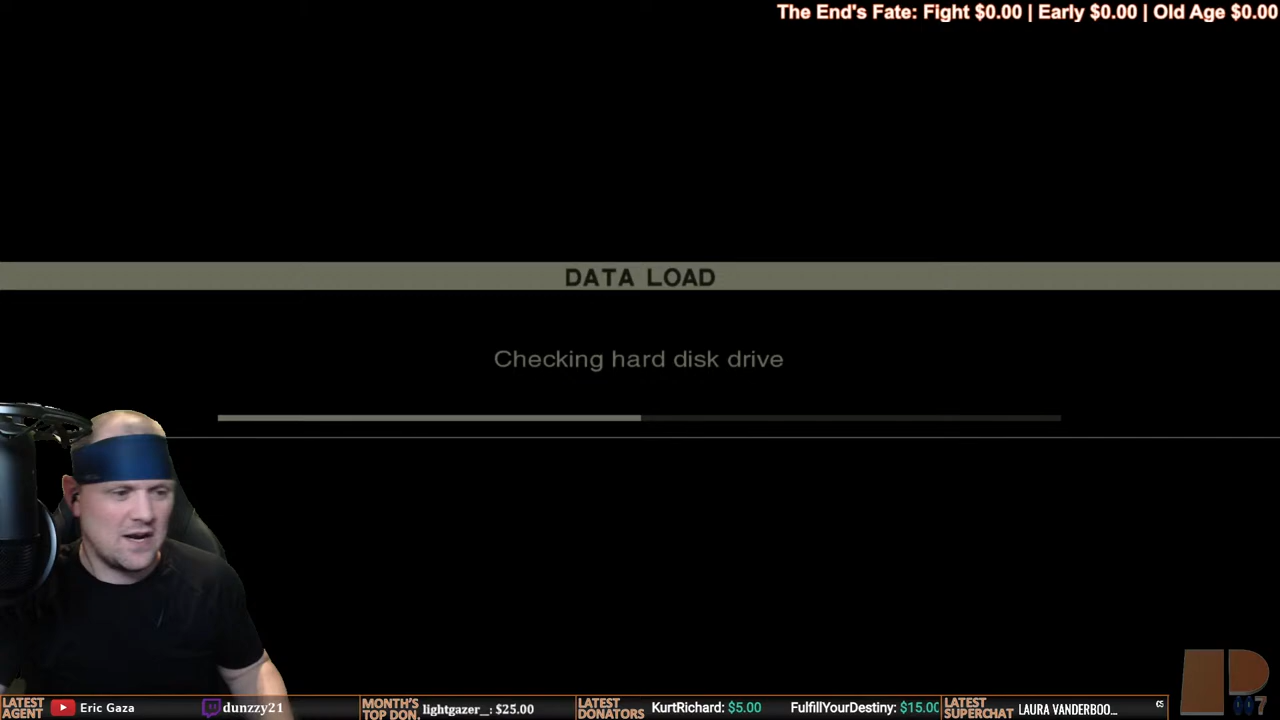 The End's Fate: Fight $0.00 | Early $0.00 | Old Age $0.00
DATA LOAD
Checking hard disk drive
LATEST AGENT Eric Gaza dunzzy21 MONTH'S TOP DON. lightgazer_: $25.00 LATEST DONATORS KurtRichard: $5.00 FulfillYourDestiny: $15.00 LATEST SUPERCHAT LAURA VANDERBOO...